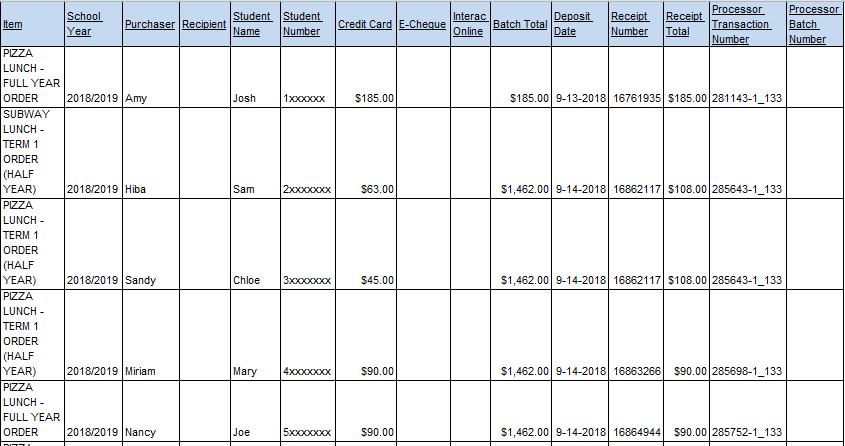 Item School Year Purchaser Recipient Student Name Student Number Credit Card E-Cheque Interac Online Batch Total Deposit Date Receipt Number Receipt Total Processor Transaction Number Processor Batch Number
PIZZA
LUNCH -
FULL YEAR
ORDER 2018/2019 Amy Josh 1xxxxxx $185.00 $185.00 9-13-2018 16761935 $185.00 281143-1_133
SUBWAY
LUNCH -
TERM 1
ORDER
(HALF
YEAR) 2018/2019 Hiba Sam 2xxxxxxx $63.00 $1,462.00 9-14-2018 16862117 $108.00 285643-1_133
PIZZA
LUNCH -
TERM 1
ORDER
(HALF
YEAR) 2018/2019 Sandy Chloe 3xxxxxxx $45.00 $1,462.00 9-14-2018 16862117 $108.00 285643-1_133
PIZZA
LUNCH -
TERM 1
ORDER
(HALF
YEAR) 2018/2019 Miriam Mary 4xxxxxxx $90.00 $1,462.00 9-14-2018 16863266 $90.00 285698-1_133
PIZZA
LUNCH -
FULL YEAR
ORDER 2018/2019 Nancy Joe 5xxxxxxx $90.00 $1,462.00 9-14-2018 16864944 $90.00 285752-1_133